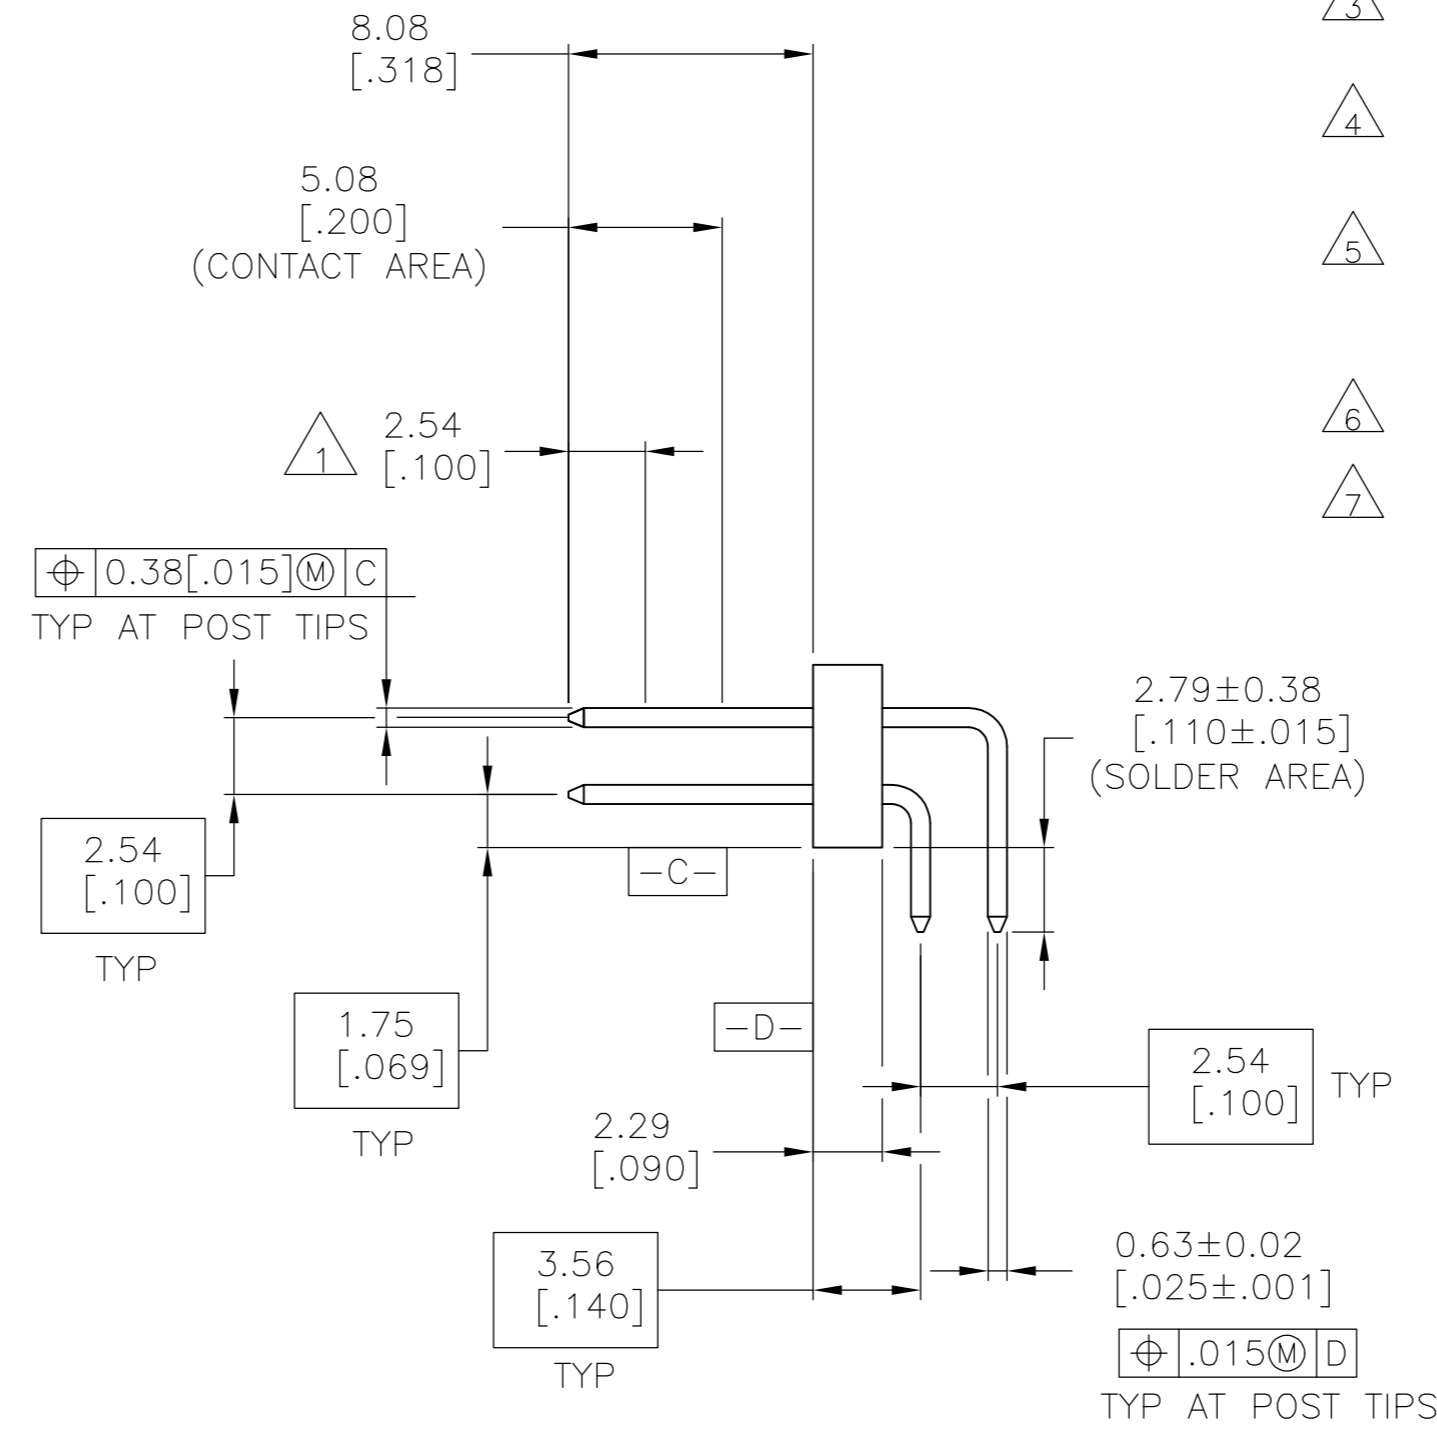 3
8.08
[.318]
4
5.08
[.200]
(CONTACT AREA)
5
1
2.54
[.100]
6
7
⌖ 0.38[.015]Ⓜ C
TYP AT POST TIPS
2.79±0.38
[.110±.015]
(SOLDER AREA)
2.54
[.100]
TYP
-C-
1.75
[.069]
TYP
-D-
2.54
[.100]
TYP
2.29
[.090]
3.56
[.140]
TYP
0.63±0.02
[.025±.001]
⌖ .015Ⓜ D
TYP AT POST TIPS